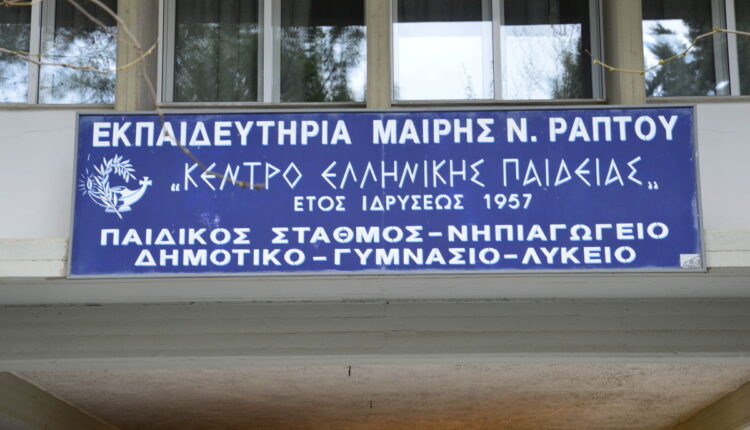 ΕΚΠΑΙΔΕΥΤΗΡΙΑ ΜΑΙΡΗΣ Ν. ΡΑΠΤΟΥ
„ΚΕΝΤΡΟ ΕΛΛΗΝΙΚΗΣ ΠΑΙΔΕΙΑΣ„
ΕΤΟΣ ΙΔΡΥΣΕΩΣ 1957
ΠΑΙΔΙΚΟΣ ΣΤΑΘΜΟΣ-ΝΗΠΙΑΓΩΓΕΙΟ
ΔΗΜΟΤΙΚΟ-ΓΥΜΝΑΣΙΟ-ΛΥΚΕΙΟ